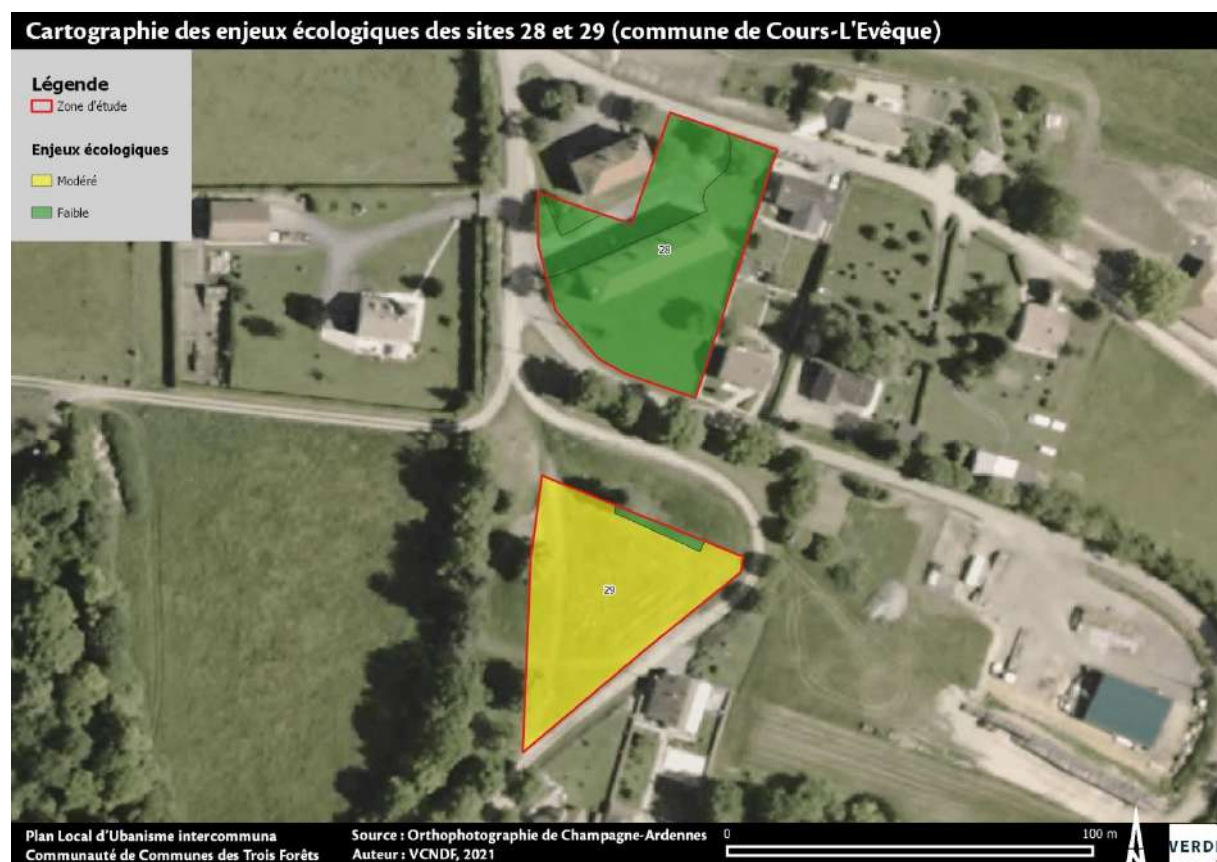 Cartographie des enjeux écologiques des sites 28 et 29 (commune de Cours-L'Evêque)
Légende
Zone d'étude
Enjeux écologiques
Modéré
Faible
28
29
Plan Local d'Ubanisme intercommuna
Communauté de Communes des Trois Forêts
Source : Orthophotographie de Champagne-Ardennes
Auteur : VCNDF, 2021
0
100 m
VERDI